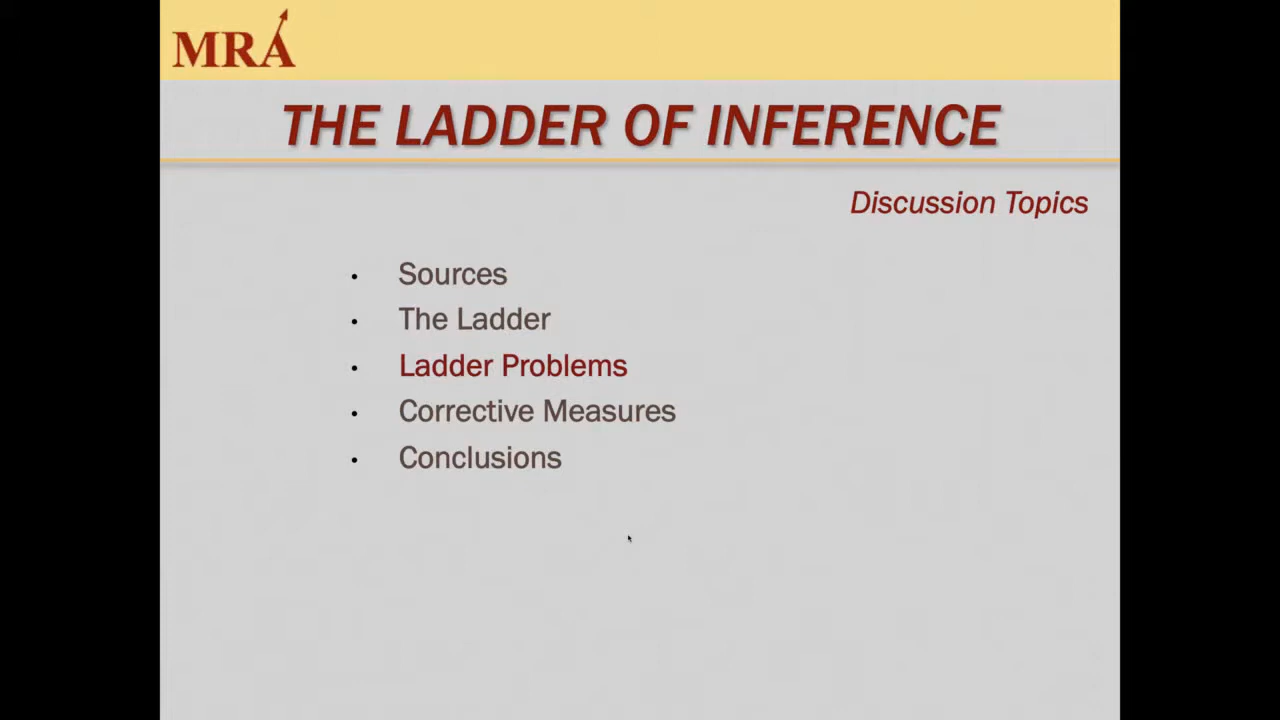 MRA
THE LADDER OF INFERENCE
Discussion Topics
• Sources
• The Ladder
• Ladder Problems
• Corrective Measures
• Conclusions